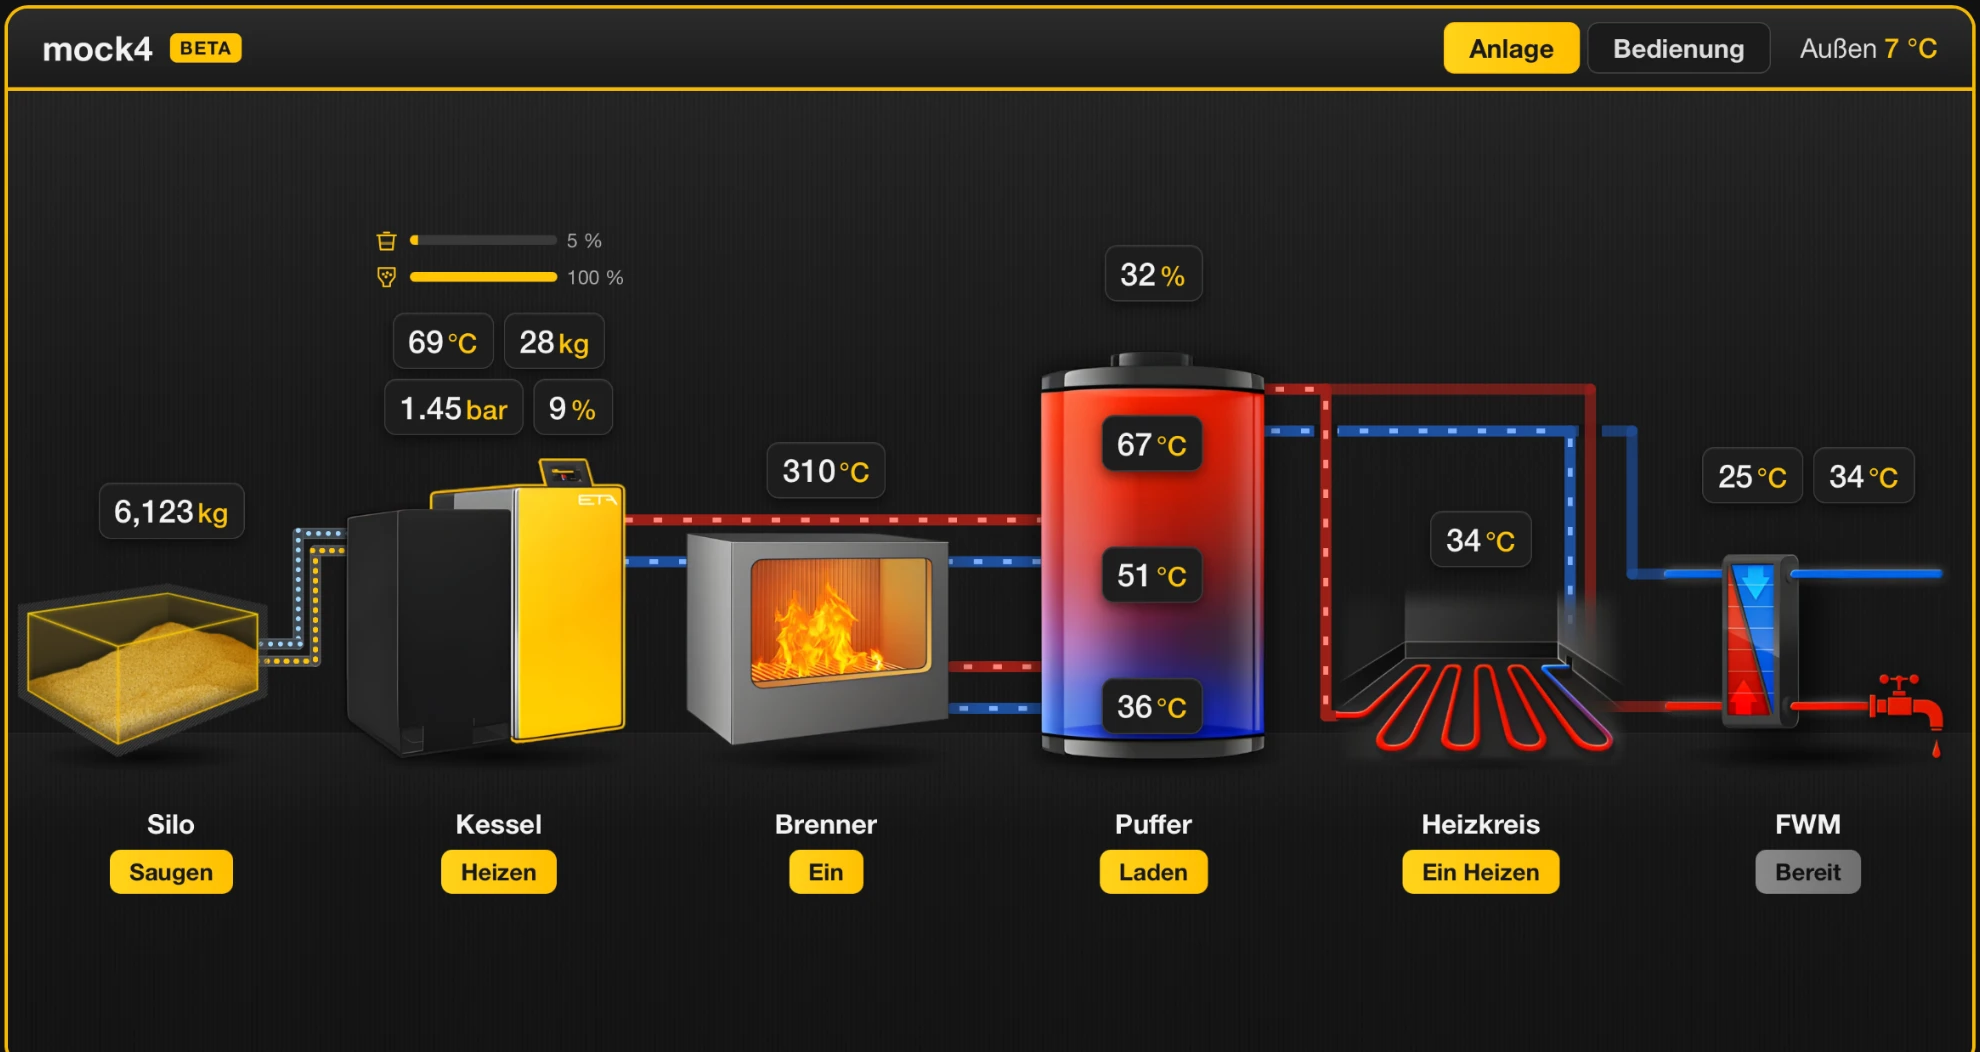 mock4 BETA
Anlage Bedienung Außen 7 °C
5 %
100 %
69 °C 28 kg
1.45 bar 9 %
6,123 kg
ETA
310 °C
32 %
67 °C
51 °C
36 °C
34 °C
25 °C 34 °C
Silo
Saugen
Kessel
Heizen
Brenner
Ein
Puffer
Laden
Heizkreis
Ein Heizen
FWM
Bereit